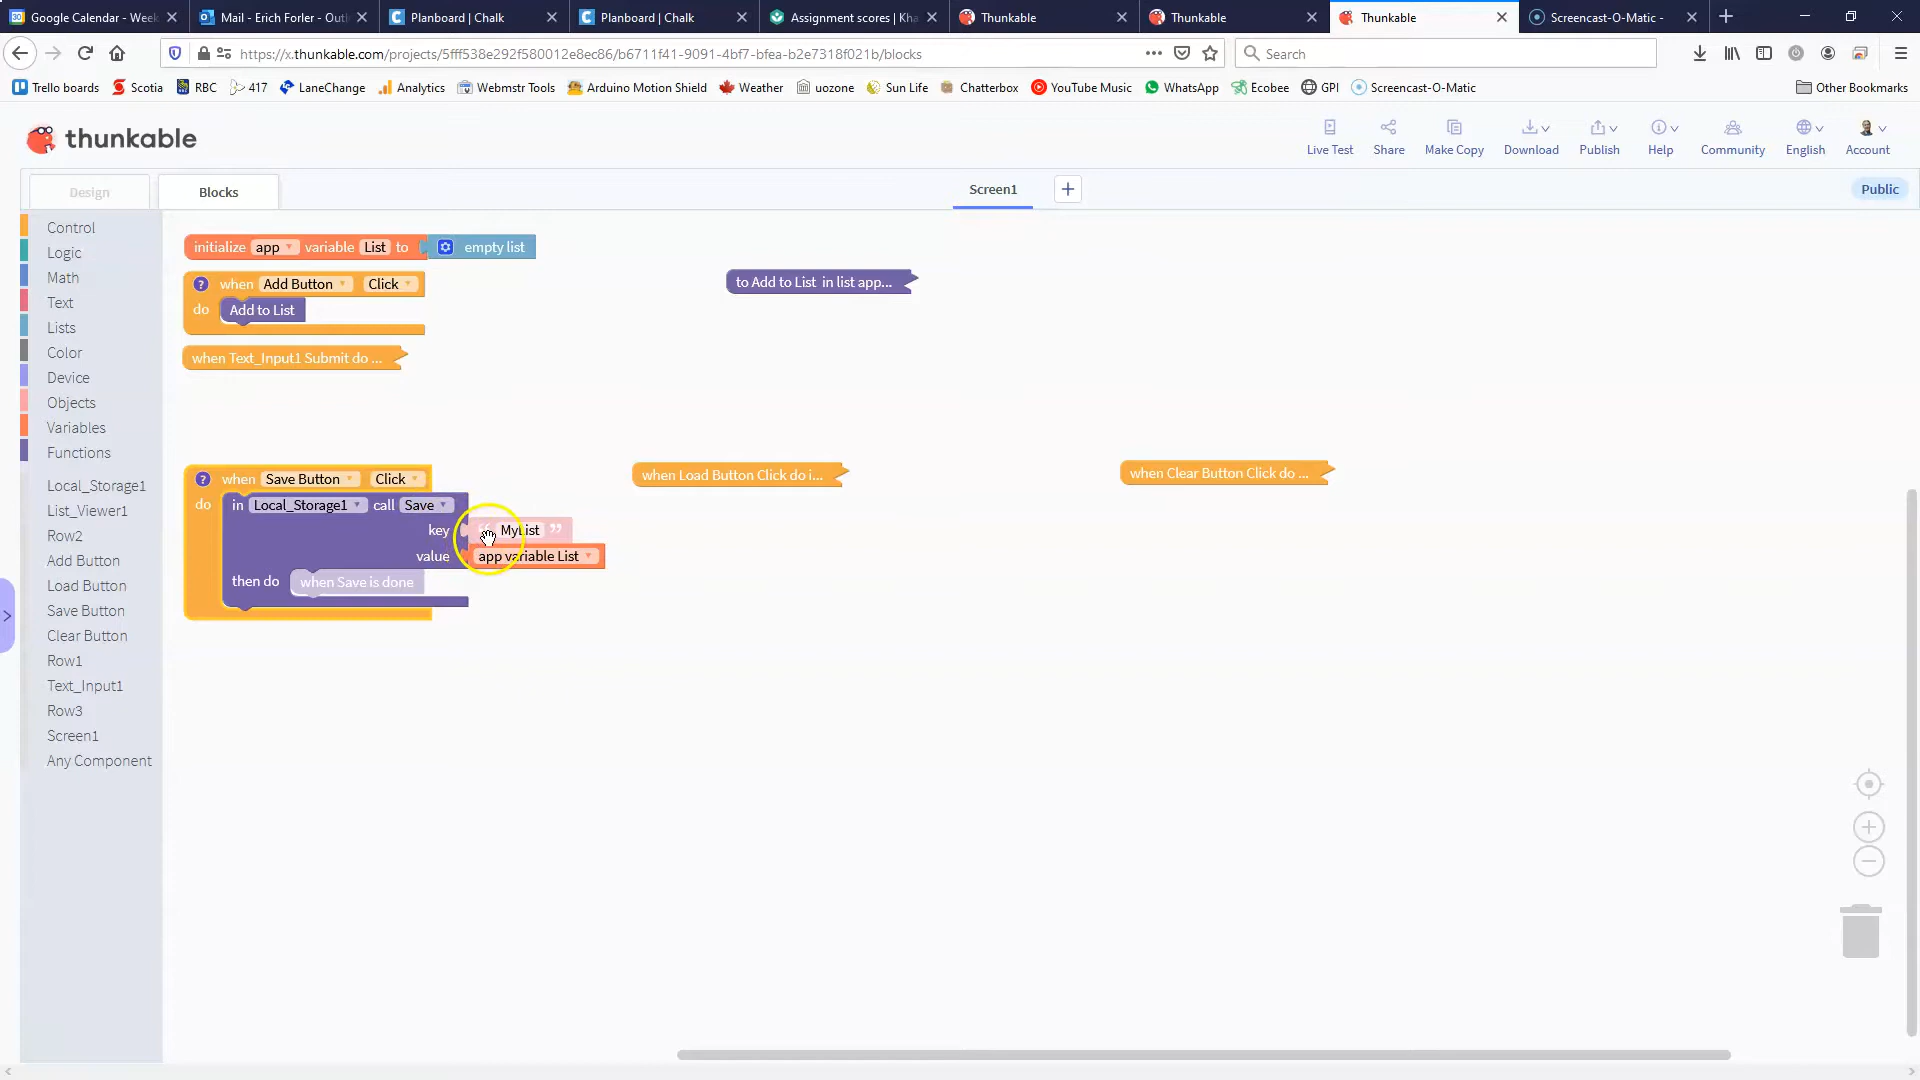 Google Calendar - Week
Mail - Erich Forler - Outl
Planboard | Chalk
Planboard | Chalk
Assignment scores | Kha
Thunkable
Thunkable
Thunkable
Screencast-O-Matic -
https://x.thunkable.com/projects/5fff538e292f580012e8ec86/b6711f41-9091-4bf7-bfea-b2e7318f021b/blocks
Search
Trello boards
Scotia
RBC
417
LaneChange
Analytics
Webmstr Tools
Arduino Motion Shield
Weather
uozone
Sun Life
Chatterbox
YouTube Music
WhatsApp
Ecobee
GPI
Screencast-O-Matic
Other Bookmarks
thunkable
Live Test
Share
Make Copy
Download
Publish
Help
Community
English
Account
Design
Blocks
Screen1
Public
Control
Logic
Math
Text
Lists
Color
Device
Objects
Variables
Functions
Local_Storage1
List_Viewer1
Row2
Add Button
Load Button
Save Button
Clear Button
Row1
Text_Input1
Row3
Screen1
Any Component
initialize app variable List to empty list
when Add Button Click
do Add to List
when Text_Input1 Submit do ...
to Add to List in list app...
when Save Button Click
do in Local_Storage1 call Save
key “ MyList ”
value app variable List
then do when Save is done
when Load Button Click do i...
when Clear Button Click do ...